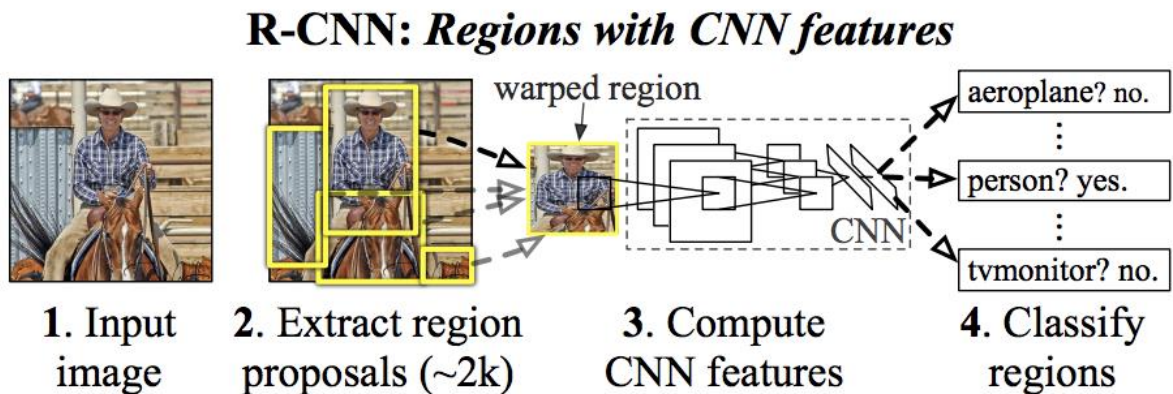 R-CNN: Regions with CNN features
warped region
aeroplane? no.
person? yes.
tvmonitor? no.
CNN
1. Input
image
2. Extract region
proposals (~2k)
3. Compute
CNN features
4. Classify
regions